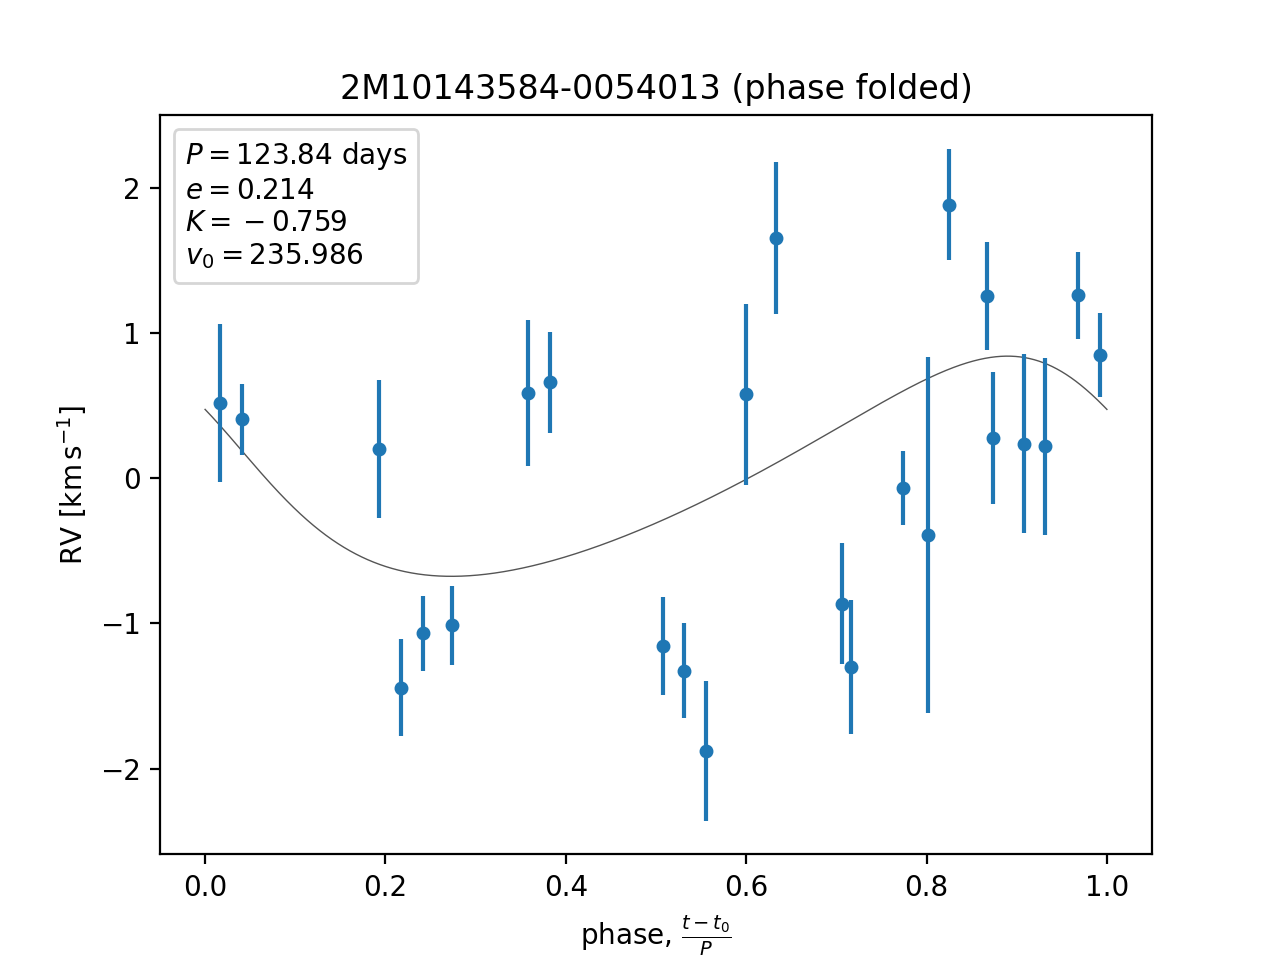 2M10143584-0054013 (phase folded)
P = 123.84 days
e = 0.214
K = −0.759
v₀ = 235.986
2
1
0
−1
−2
RV [km s⁻¹]
0.0 0.2 0.4 0.6 0.8 1.0
phase, (t − t₀)/P